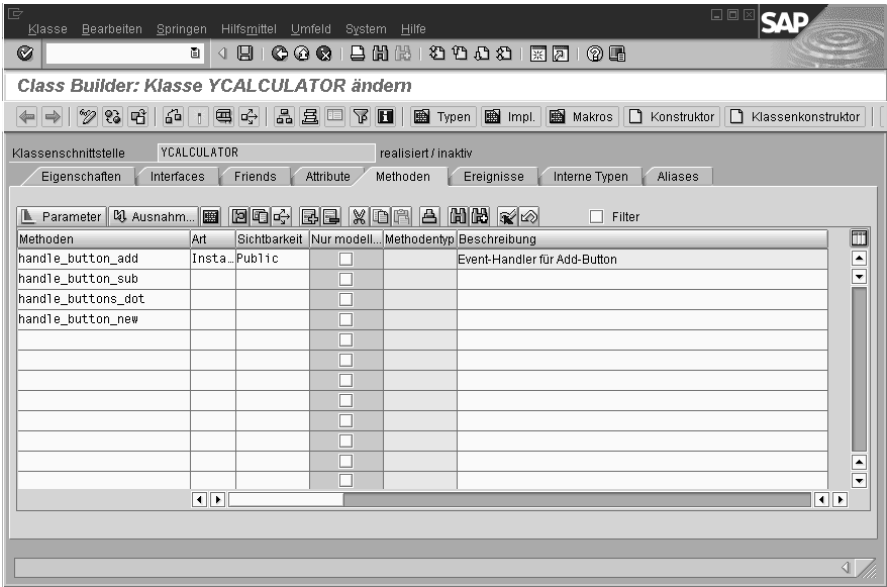 Klasse Bearbeiten Springen Hilfsmittel Umfeld System Hilfe
SAP
Class Builder: Klasse YCALCULATOR ändern
Typen Impl. Makros Konstruktor Klassenkonstruktor
Klassenschnittstelle YCALCULATOR realisiert / inaktiv
Eigenschaften Interfaces Friends Attribute Methoden Ereignisse Interne Typen Aliases
Parameter Ausnahm... Filter
Methoden Art Sichtbarkeit Nur modell... Methodentyp Beschreibung
handle_button_add Insta… Public Event-Handler für Add-Button
handle_button_sub
handle_buttons_dot
handle_button_new